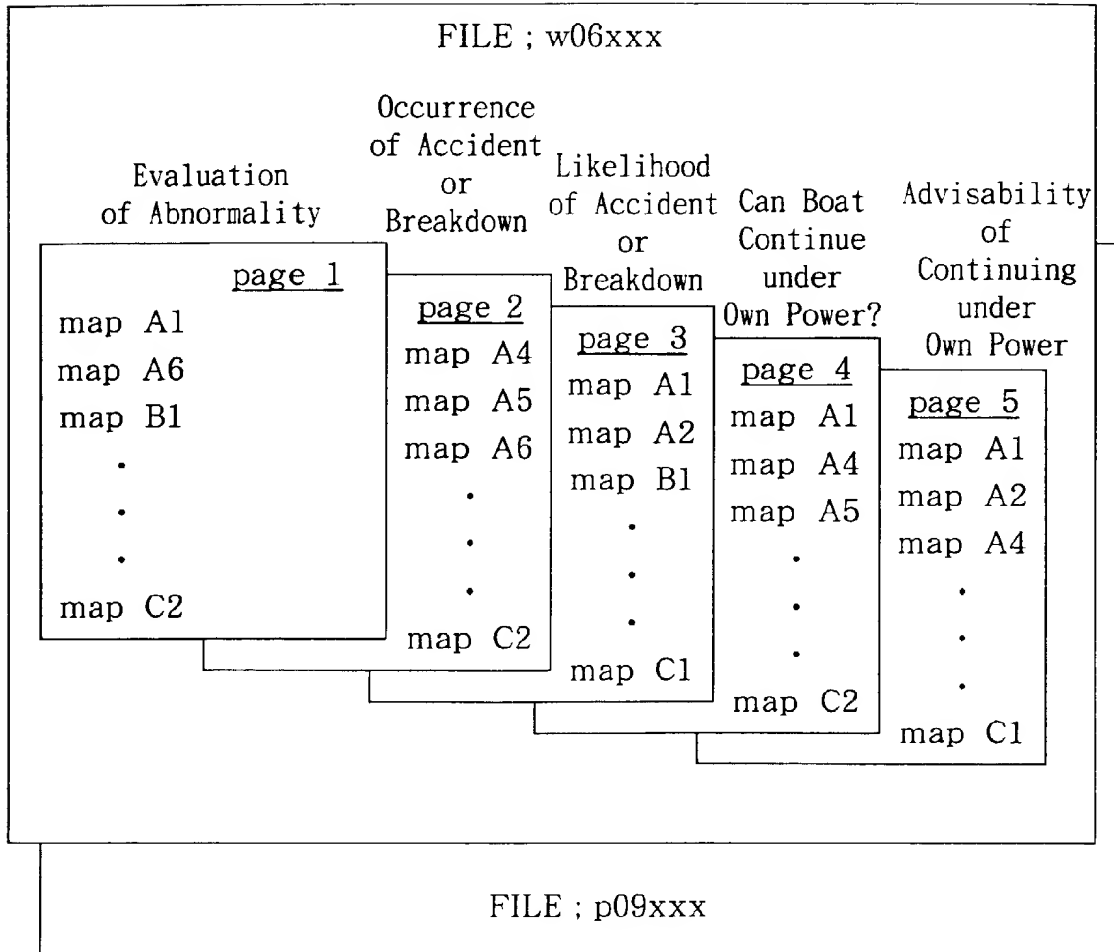 FILE ; w06xxx
Evaluation
of Abnormality
page 1
map A1
map A6
map B1
.
.
.
map C2
Occurrence
of Accident
or
Breakdown
page 2
map A4
map A5
map A6
.
.
.
map C2
Likelihood
of Accident
or
Breakdown
page 3
map A1
map A2
map B1
.
.
.
map C1
Can Boat
Continue
under
Own Power?
page 4
map A1
map A4
map A5
.
.
.
map C2
Advisability
of
Continuing
under
Own Power
page 5
map A1
map A2
map A4
.
.
.
map C1
FILE ; p09xxx